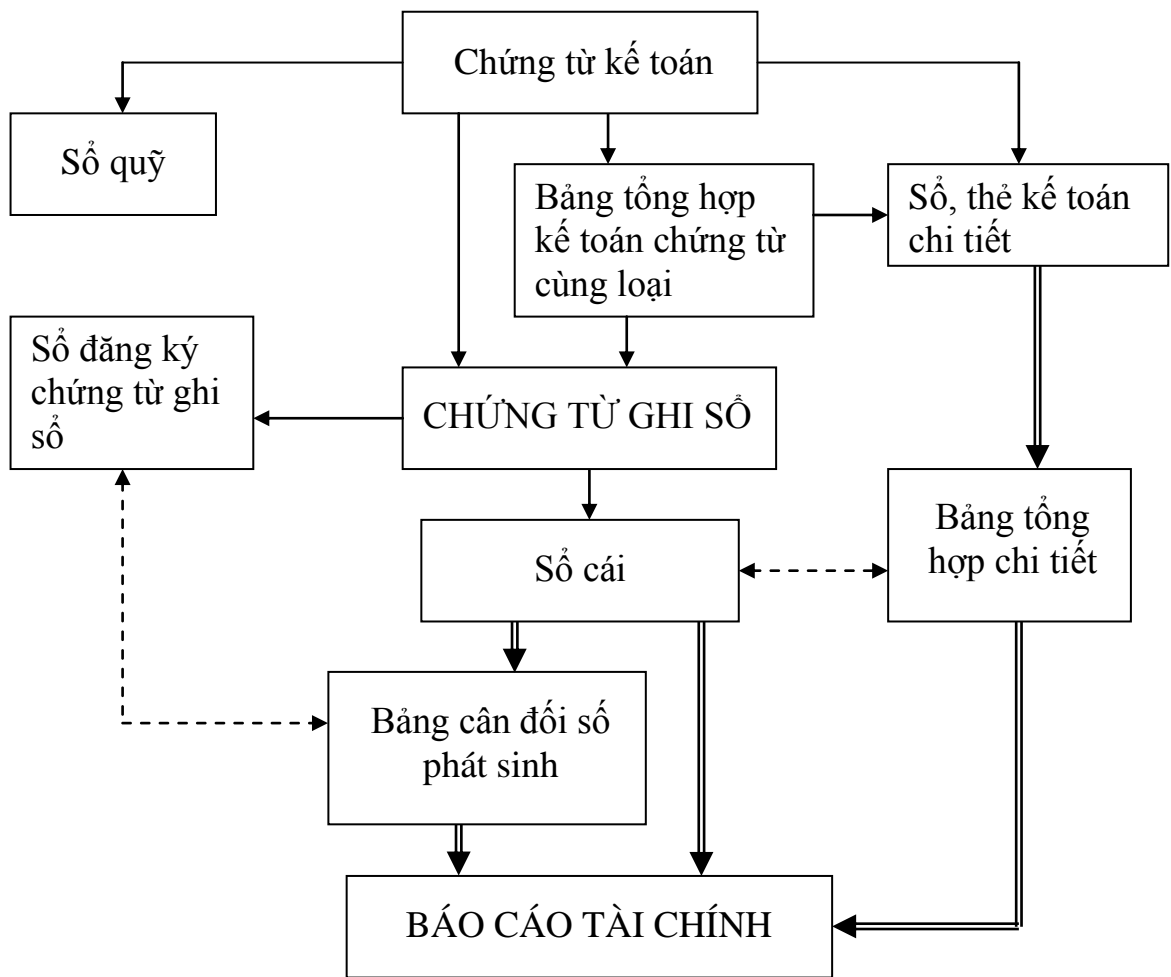 Chứng từ kế toán
Sổ quỹ
Bảng tổng hợp
kế toán chứng từ
cùng loại
Sổ, thẻ kế toán
chi tiết
Sổ đăng ký
chứng từ ghi
sổ
CHỨNG TỪ GHI SỔ
Bảng tổng
hợp chi tiết
Sổ cái
Bảng cân đối số
phát sinh
BÁO CÁO TÀI CHÍNH